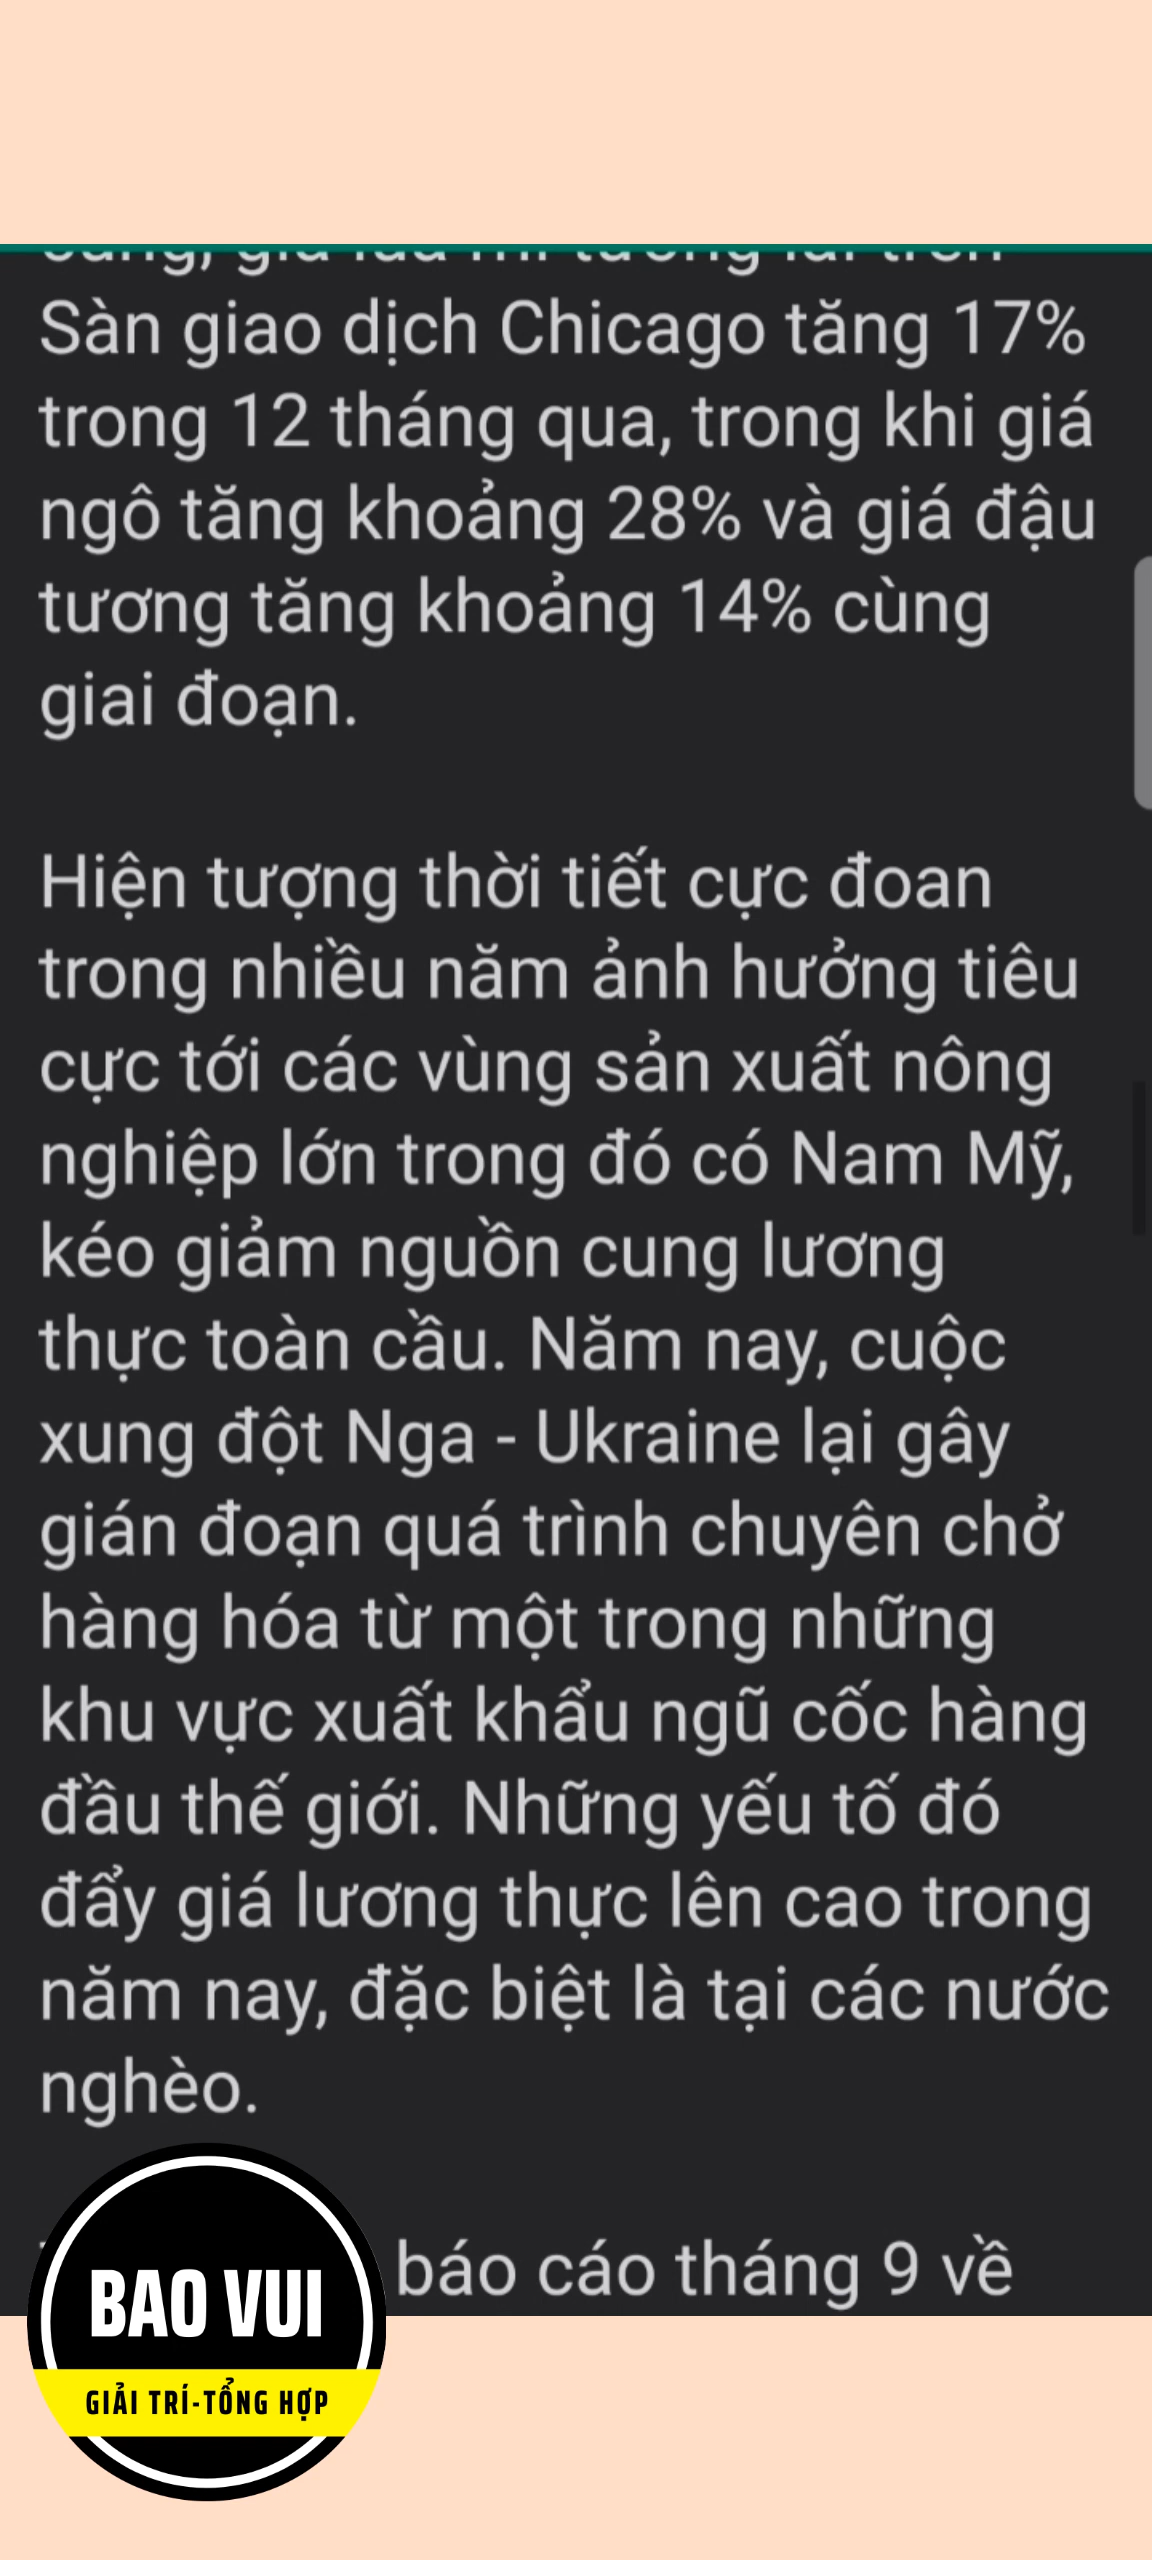 Sàn giao dịch Chicago tăng 17%
trong 12 tháng qua, trong khi giá
ngô tăng khoảng 28% và giá đậu
tương tăng khoảng 14% cùng
giai đoạn.
Hiện tượng thời tiết cực đoan
trong nhiều năm ảnh hưởng tiêu
cực tới các vùng sản xuất nông
nghiệp lớn trong đó có Nam Mỹ,
kéo giảm nguồn cung lương
thực toàn cầu. Năm nay, cuộc
xung đột Nga - Ukraine lại gây
gián đoạn quá trình chuyên chở
hàng hóa từ một trong những
khu vực xuất khẩu ngũ cốc hàng
đầu thế giới. Những yếu tố đó
đẩy giá lương thực lên cao trong
năm nay, đặc biệt là tại các nước
nghèo.
báo cáo tháng 9 về
BAO VUI
GIẢI TRÍ-TỔNG HỢP